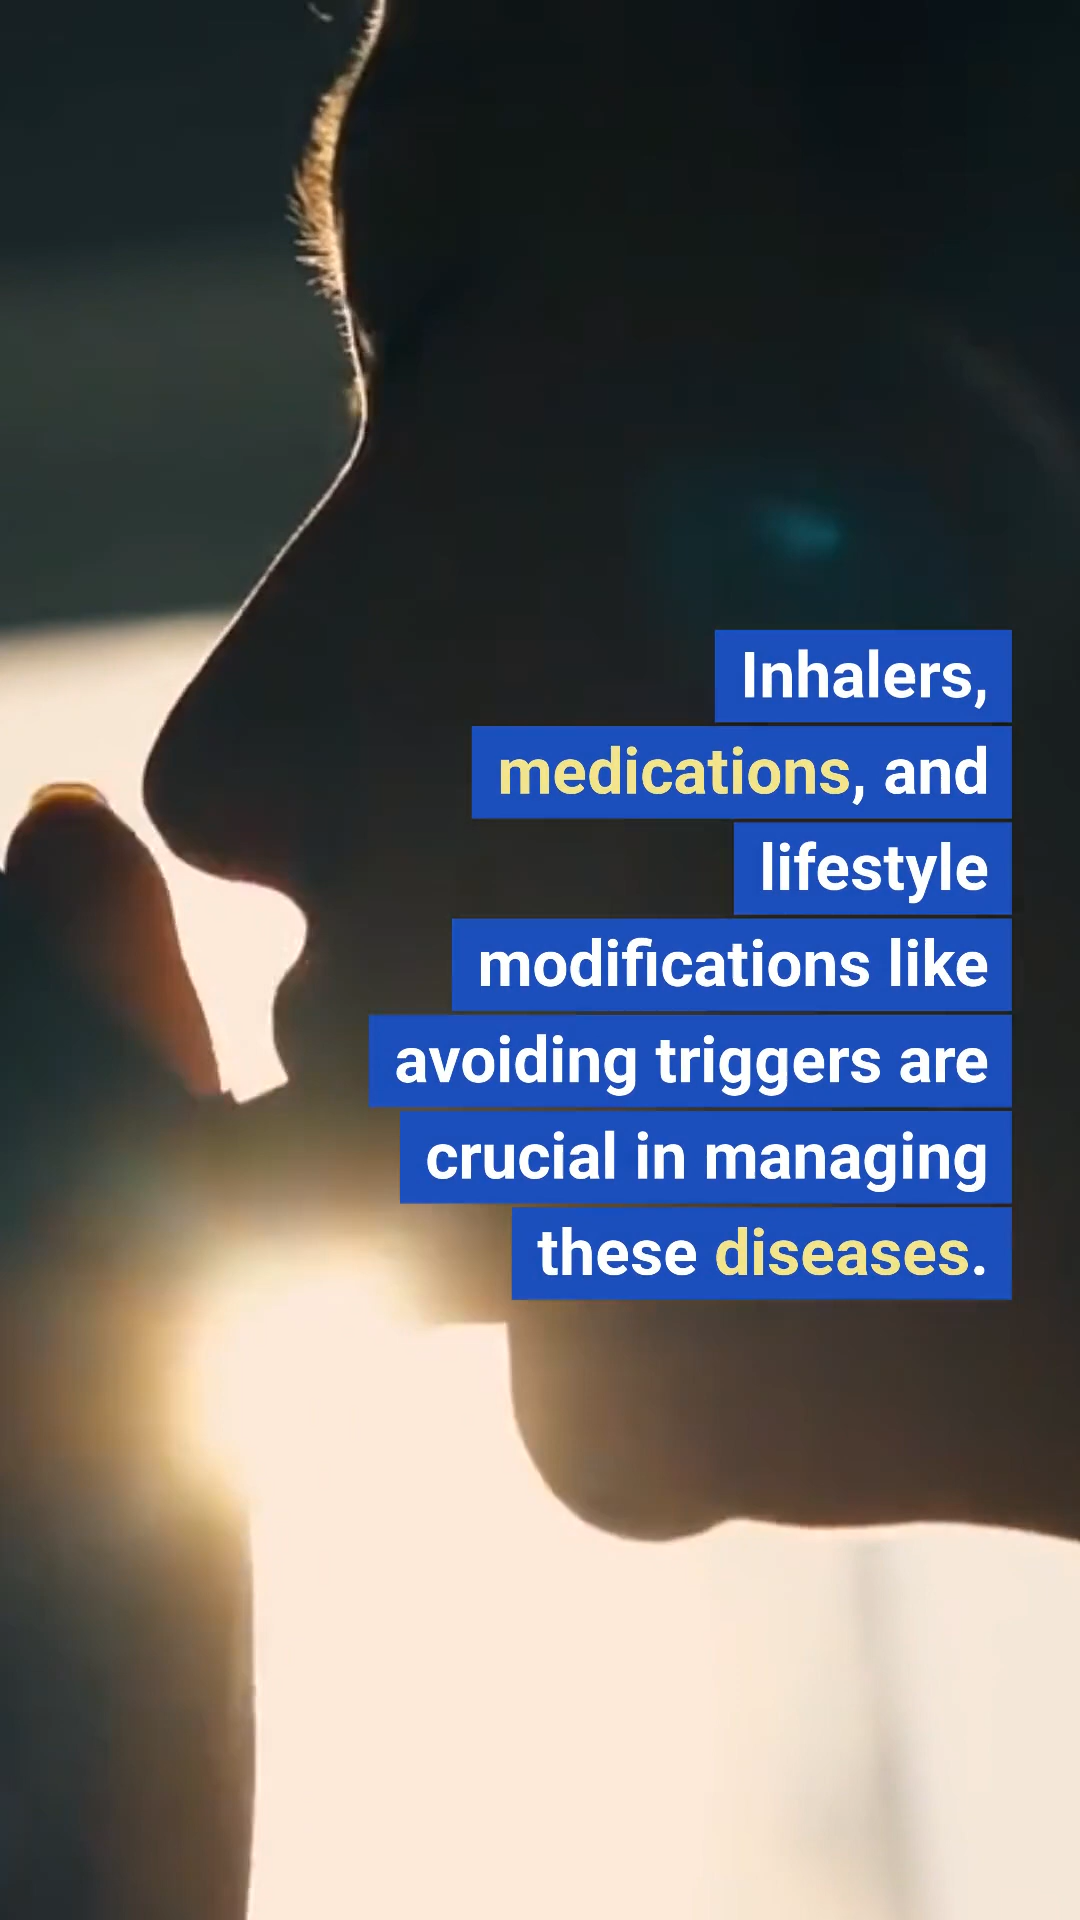 Inhalers,
medications, and
lifestyle
modifications like
avoiding triggers are
crucial in managing
these diseases.